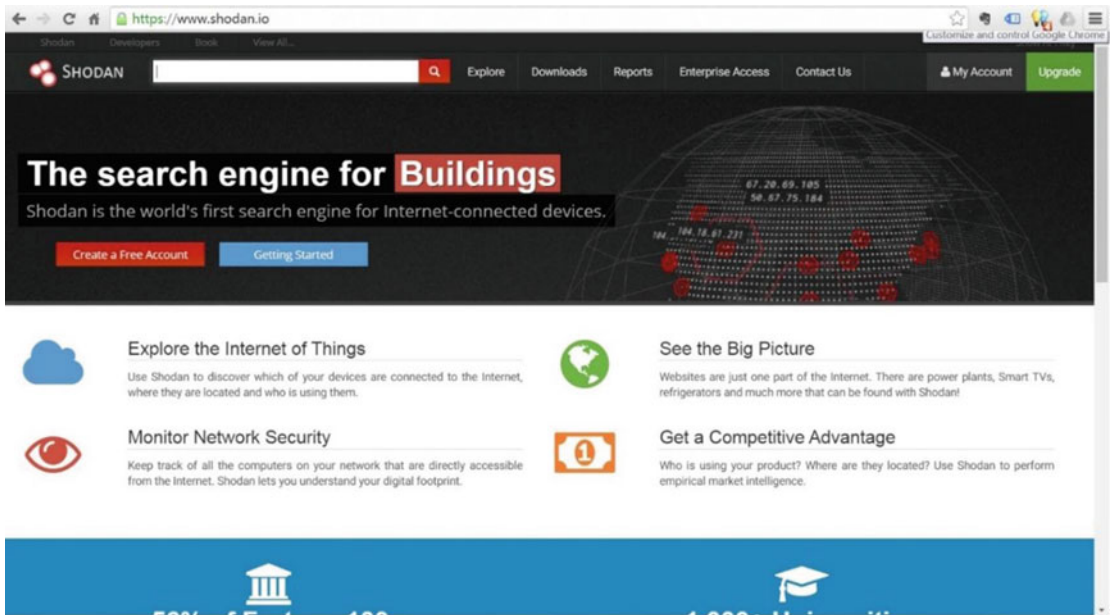 https://www.shodan.io
Customize and control Google Chrome
Shodan Developers Book View All...
SHODAN Explore Downloads Reports Enterprise Access Contact Us My Account Upgrade
The search engine for Buildings
Shodan is the world's first search engine for Internet-connected devices.
Create a Free Account Getting Started
67.20.69.105
50.87.75.184
104.18.61.231
104.
Explore the Internet of Things
Use Shodan to discover which of your devices are connected to the Internet,
where they are located and who is using them.
See the Big Picture
Websites are just one part of the Internet. There are power plants, Smart TVs,
refrigerators and much more that can be found with Shodan!
Monitor Network Security
Keep track of all the computers on your network that are directly accessible
from the Internet. Shodan lets you understand your digital footprint.
1
Get a Competitive Advantage
Who is using your product? Where are they located? Use Shodan to perform
empirical market intelligence.